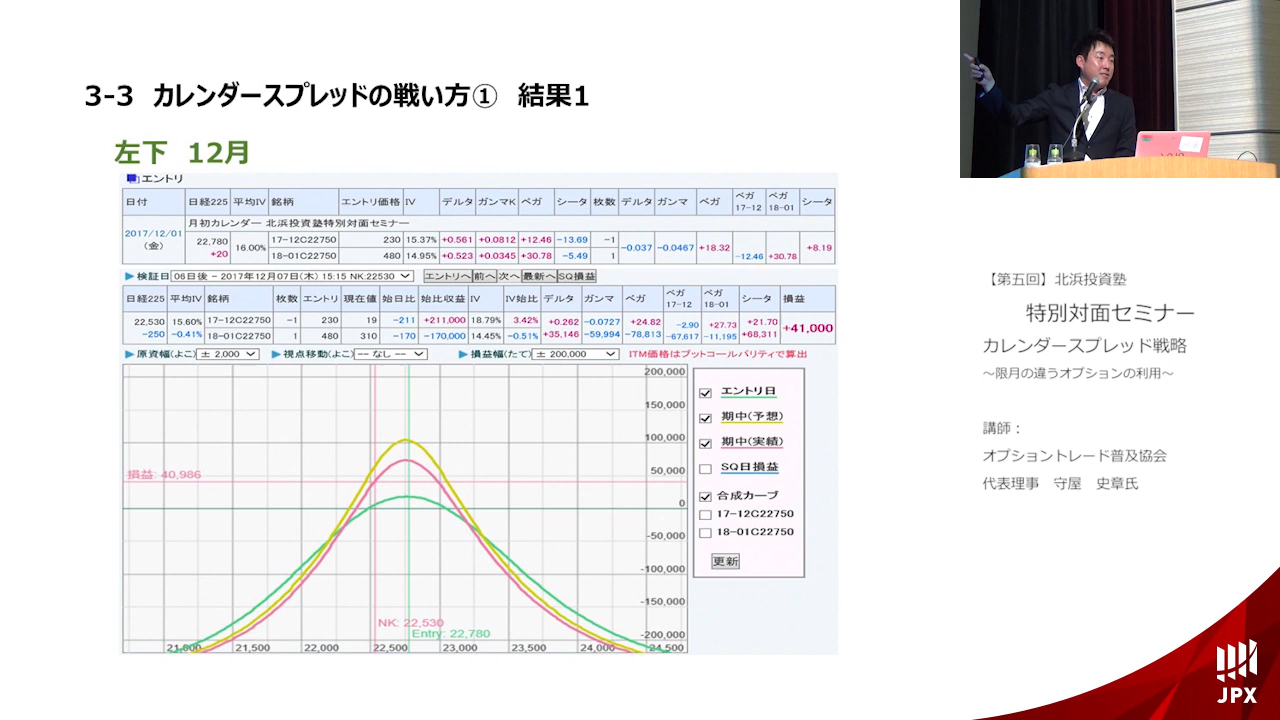 3-3 カレンダースプレッドの戦い方① 結果1
左下 12月
エントリ
日付 日経225 平均IV 銘柄 エントリ価格 IV デルタ ガンマK ベガ シータ 枚数 デルタ ガンマ ベガ ベガ 17-12 ベガ 18-01 シータ
2017/12/01 (金) 月初カレンダー 北浜投資塾特別対面セミナー
22,780 +20 16.00% 17-12C22750 230 15.37% +0.561 +0.0812 +12.46 -13.69 -1 -0.037 -0.0467 +18.32 -12.46 +30.78 +8.19
18-01C22750 480 14.95% +0.523 +0.0345 +30.78 -5.49 1
▶検証日 06日後 - 2017年12月07日(木) 15:15 NK:22530 エントリへ 前へ 次へ 最新へ SQ損益
日経225 平均IV 銘柄 枚数 エントリ 現在値 始日比 始比収益 IV IV始比 デルタ ガンマ ベガ ベガ 17-12 ベガ 18-01 シータ 損益
22,530 15.60% 17-12C22750 -1 230 19 -211 +211,000 18.79% 3.42% +0.262 -0.0727 +24.82 -2.90 +27.73 +21.70 +41,000
-250 -0.41% 18-01C22750 1 480 310 -170 -170,000 14.45% -0.51% +35,146 -59,994 -78,813 -67,617 -11,195 +68,311
▶原資幅(よこ) ± 2,000 ▶視点移動(よこ) -- なし -- ▶損益幅(たて) ± 200,000 ITM価格はプットコールパリティで算出
200,000
150,000
100,000
50,000
0
-50,000
-100,000
-150,000
-200,000
損益: 40,986
NK: 22,530
Entry: 22,780
21,000 21,500 22,000 22,500 23,000 23,500 24,000 24,500
エントリ日
期中(予想)
期中(実績)
SQ日損益
合成カーブ
17-12C22750
18-01C22750
更新
【第五回】北浜投資塾
特別対面セミナー
カレンダースプレッド戦略
~限月の違うオプションの利用~
講師:
オプショントレード普及協会
代表理事 守屋 史章氏
JPX